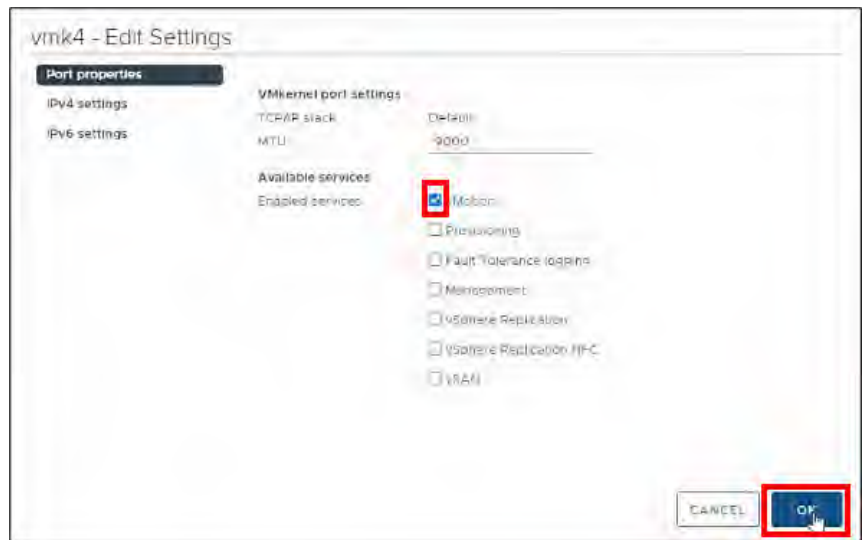 vmk4 - Edit Settings
Port properties
IPv4 settings
IPv6 settings
VMkernel port settings
TCP/IP stack Default
MTU 9000
Available services
Enabled services vMotion
Provisioning
Fault Tolerance logging
Management
vSphere Replication
vSphere Replication NFC
vSAN
CANCEL OK